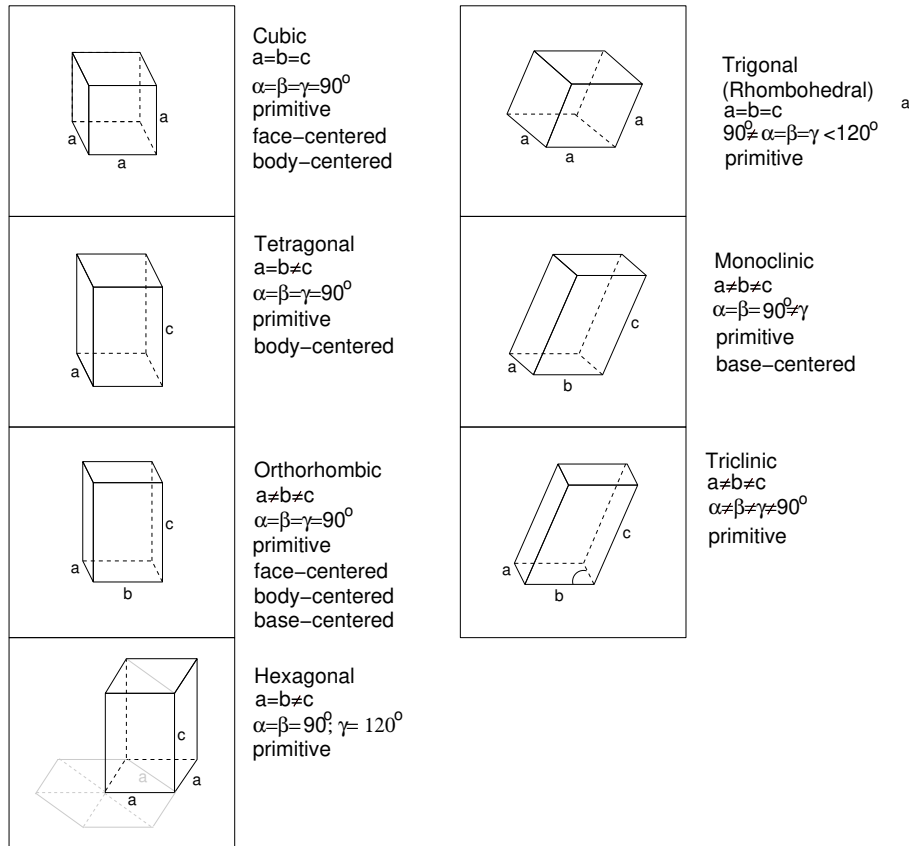 Cubic
a=b=c
α=β=γ=90°
primitive
face-centered
body-centered
a
a
a
Tetragonal
a=b≠c
α=β=γ=90°
primitive
body-centered
c
a
Orthorhombic
a≠b≠c
α=β=γ=90°
primitive
face-centered
body-centered
base-centered
c
a
b
Hexagonal
a=b≠c
α=β=90°; γ= 120°
primitive
c
a
a
a
Trigonal
(Rhombohedral)
a=b=c
90°≠ α=β=γ <120°
primitive
a
a
a
a
Monoclinic
a≠b≠c
α=β= 90°≠γ
primitive
base-centered
c
a
b
Triclinic
a≠b≠c
α≠β≠γ≠90°
primitive
c
a
b